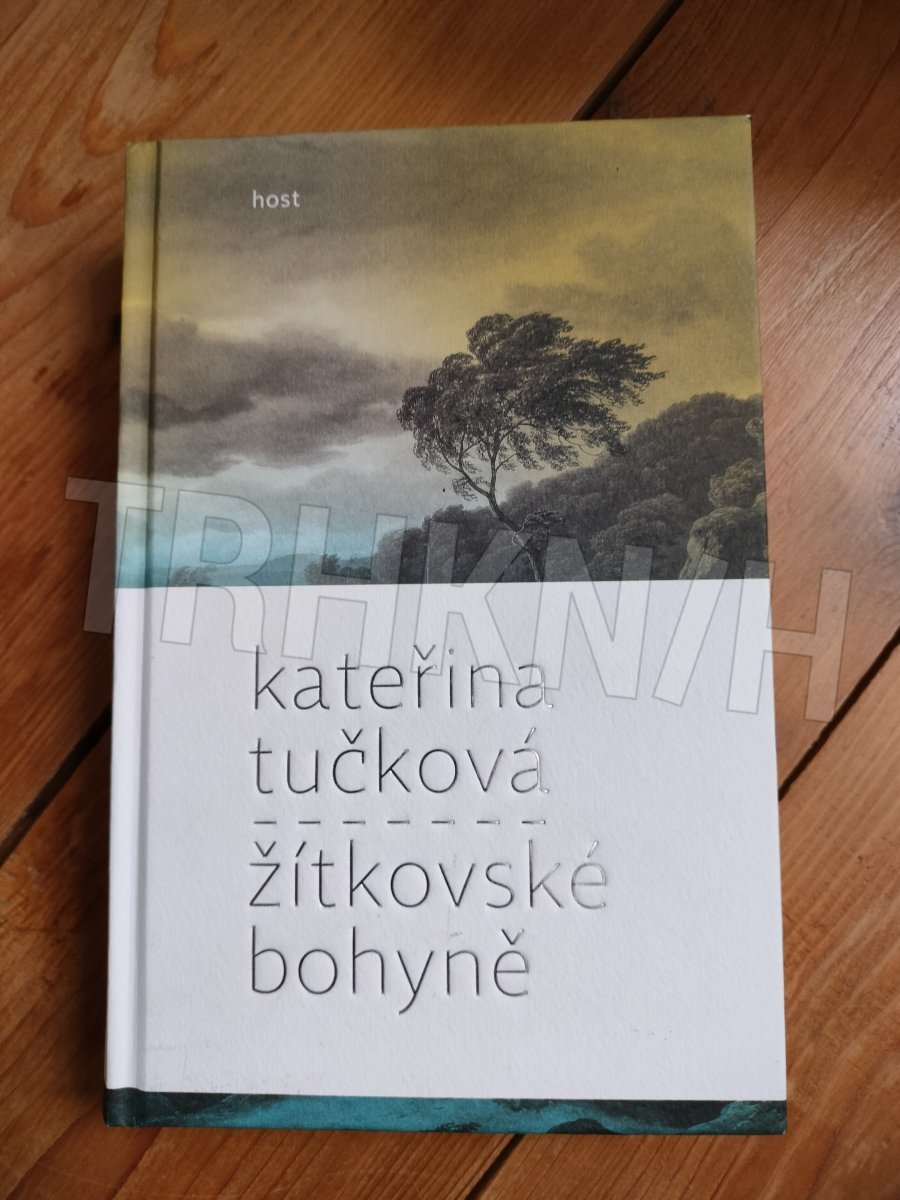 host
TRHKNIH
kateřina
tučková
žítkovské
bohyně